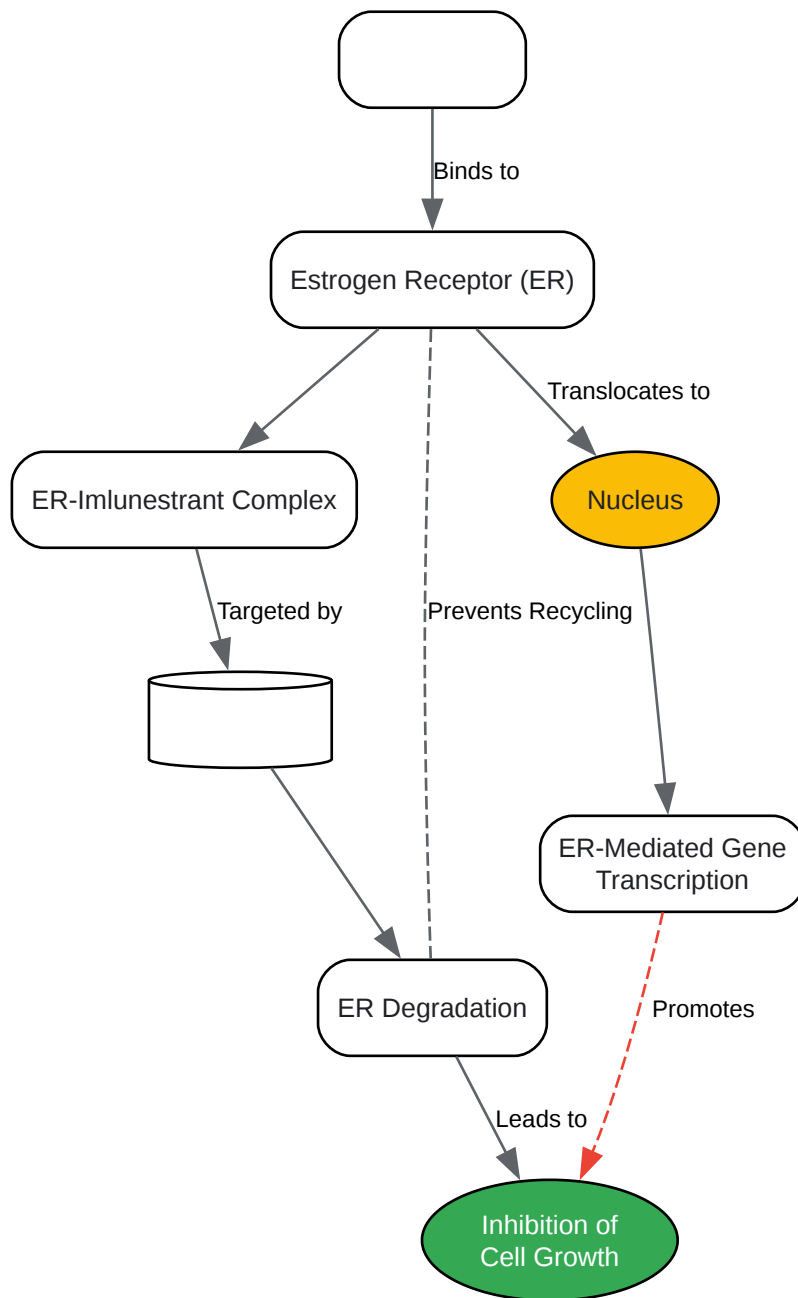 Binds to
Estrogen Receptor (ER)
Translocates to
ER-Imlunestrant Complex
Nucleus
Targeted by
Prevents Recycling
ER-Mediated Gene
Transcription
ER Degradation
Promotes
Leads to
Inhibition of
Cell Growth